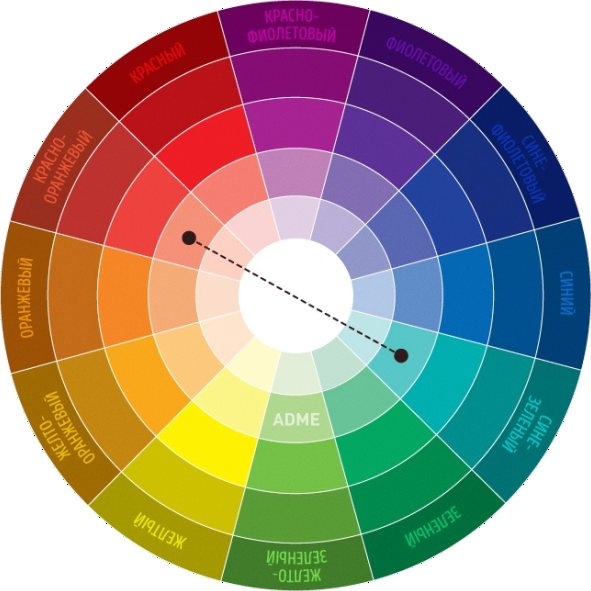 КРАСНО-
ФИОЛЕТОВЫЙ
ФИОЛЕТОВЫЙ
СИНЕ-
ФИОЛЕТОВЫЙ
СИНИЙ
СИНЕ-
ЗЕЛЕНЫЙ
ЗЕЛЕНЫЙ
ЖЕЛТО-
ЗЕЛЕНЫЙ
ЖЕЛТЫЙ
ЖЕЛТО-
ОРАНЖЕВЫЙ
ОРАНЖЕВЫЙ
КРАСНО-
ОРАНЖЕВЫЙ
КРАСНЫЙ
ADME